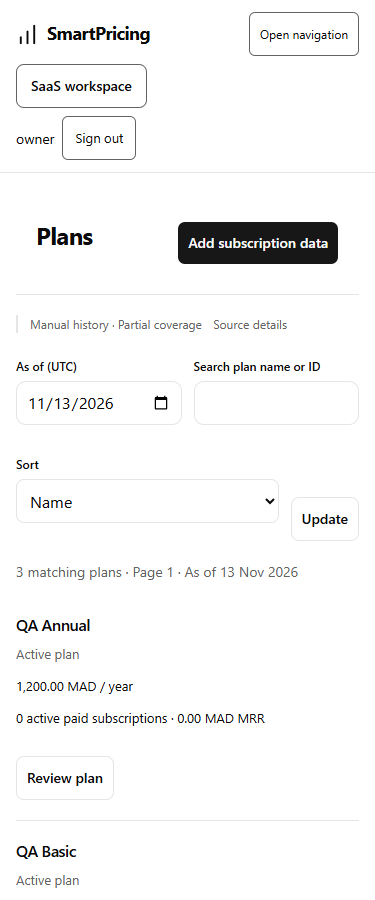 SmartPricing
Open navigation
SaaS workspace
owner
Sign out
Plans
Add subscription data
Manual history · Partial coverage Source details
As of (UTC)
Search plan name or ID
11/13/2026
Sort
Name
Update
3 matching plans · Page 1 · As of 13 Nov 2026
QA Annual
Active plan
1,200.00 MAD / year
0 active paid subscriptions · 0.00 MAD MRR
Review plan
QA Basic
Active plan